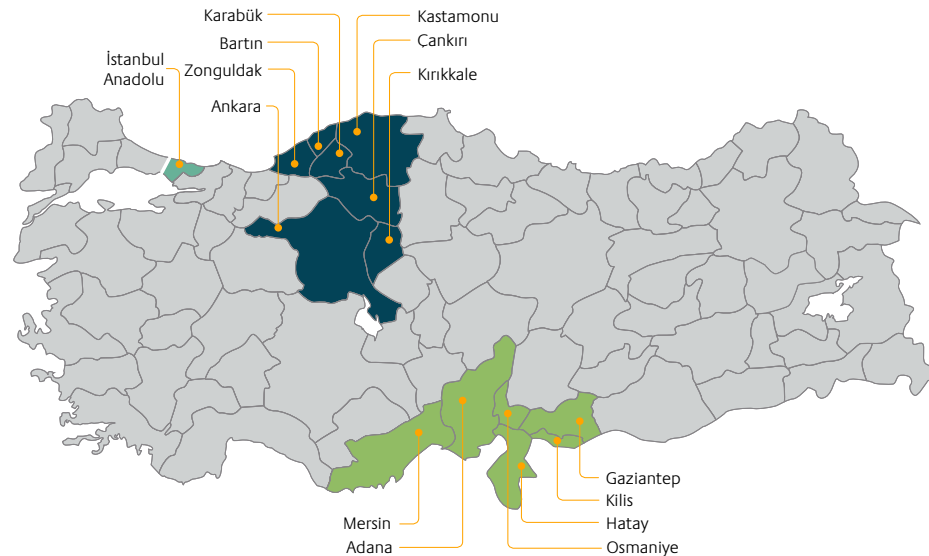 Karabük
Kastamonu
Bartın
Çankırı
İstanbul
Anadolu
Zonguldak
Kırıkkale
Ankara
Gaziantep
Kilis
Mersin
Hatay
Adana
Osmaniye